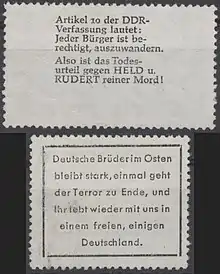 Artikel 10 der DDR-
Verfassung lautet:
Jeder Bürger ist be-
rechtigt, auszuwandern.
Also ist das Todes-
urteil gegen HELD u.
RUDERT reiner Mord!
Deutsche Brüder im Osten
bleibt stark, einmal geht
der Terror zu Ende, und
Ihr lebt wieder mit uns in
einem freien, einigen
Deutschland.